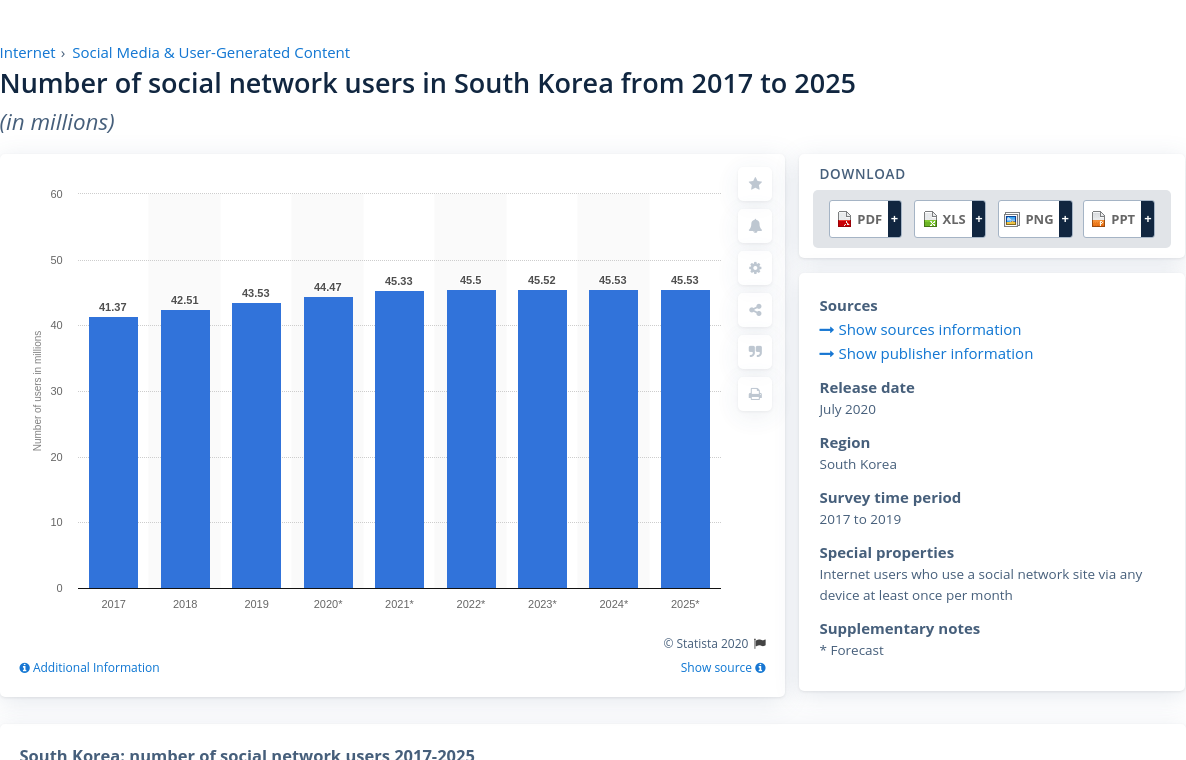 Internet › Social Media & User-Generated Content
Number of social network users in South Korea from 2017 to 2025
(in millions)
60
50
40
30
20
10
0
Number of users in millions
41.37
42.51
43.53
44.47
45.33
45.5
45.52
45.53
45.53
2017
2018
2019
2020*
2021*
2022*
2023*
2024*
2025*
© Statista 2020
Additional Information
Show source
DOWNLOAD
PDF +
XLS +
PNG +
PPT +
Sources
Show sources information
Show publisher information
Release date
July 2020
Region
South Korea
Survey time period
2017 to 2019
Special properties
Internet users who use a social network site via any
device at least once per month
Supplementary notes
* Forecast
South Korea: number of social network users 2017-2025